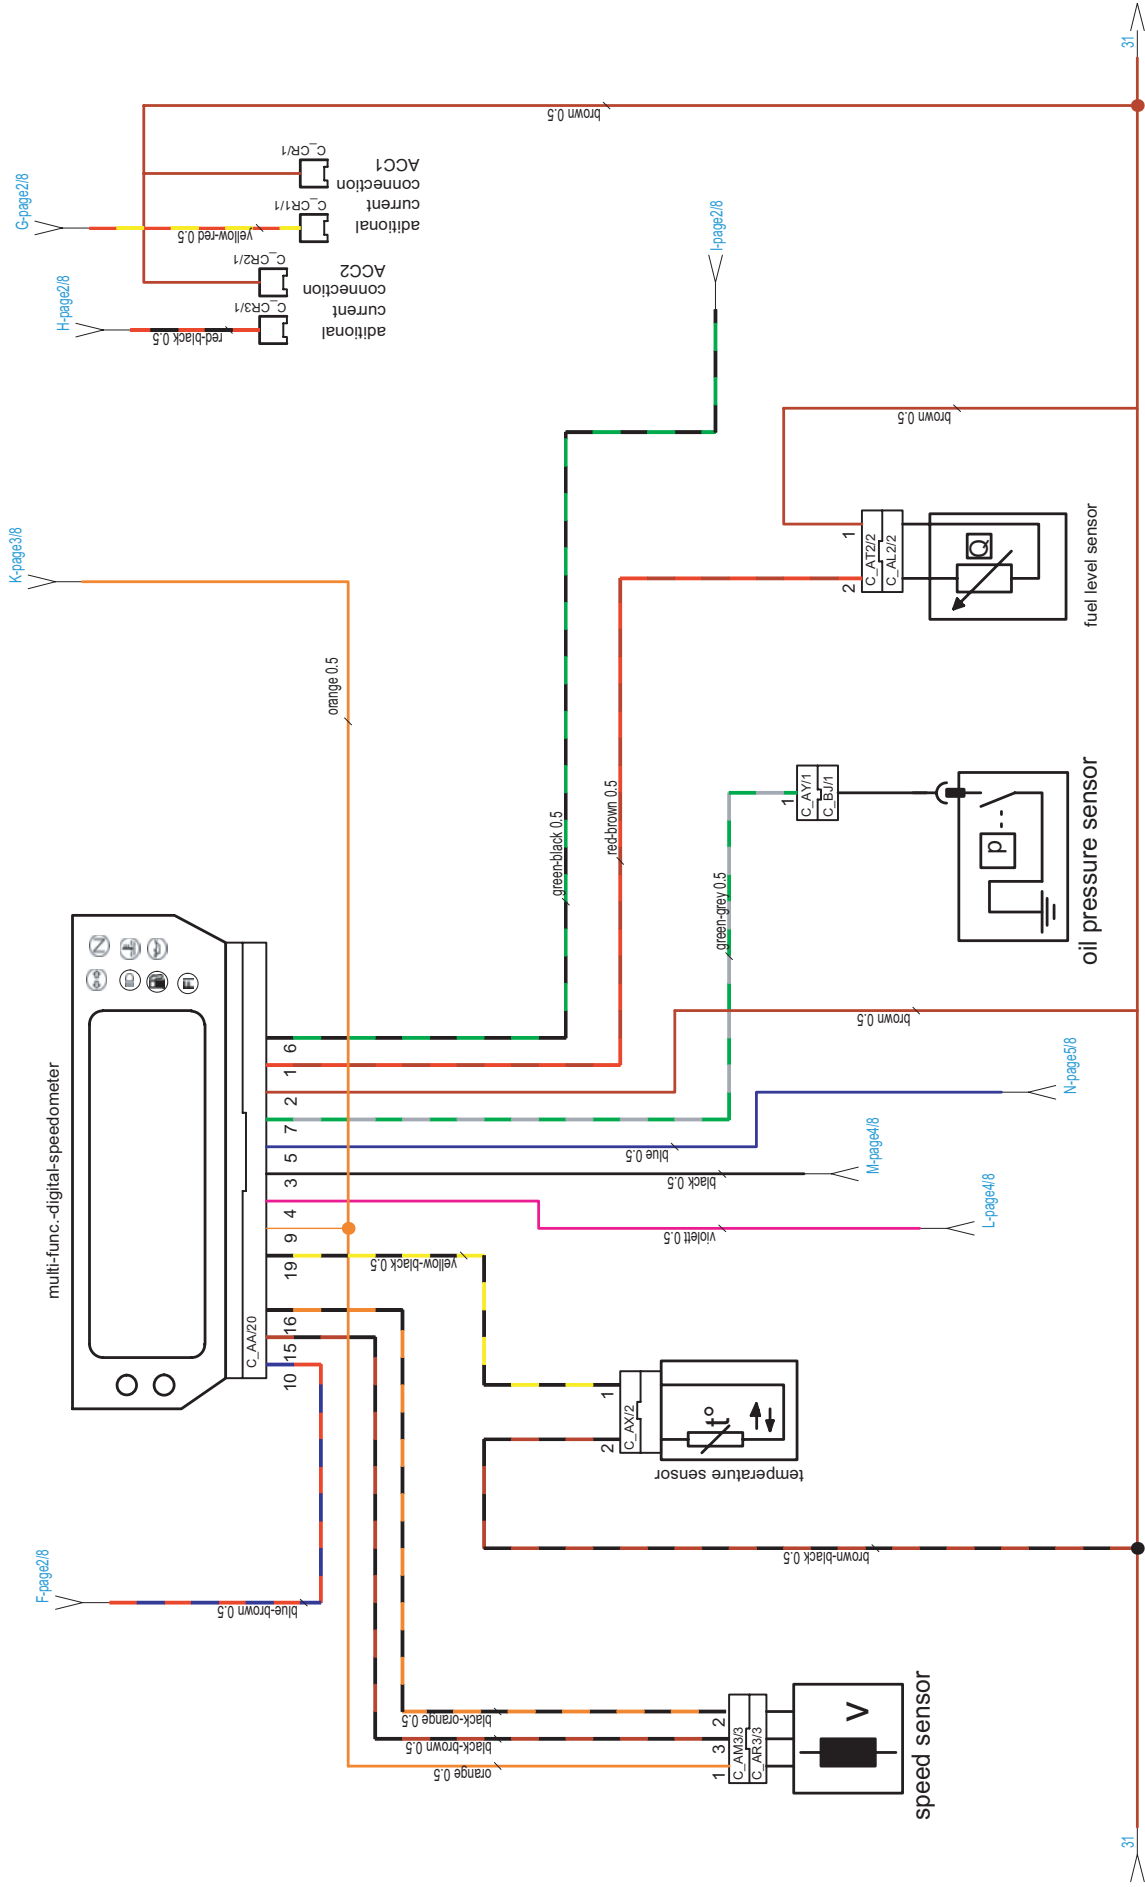 multi-func.-digital-speedometer
C_AA/20
10
15
16
19
9
4
3
5
7
2
1
6
N
FI
F-page2/8
blue-brown 0.5
K-page3/8
orange 0.5
H-page2/8
red-black 0.5
G-page2/8
yellow-red 0.5
C_CR3/1
C_CR2/1
C_CR1/1
C_CR/1
aditional
current
connection
ACC2
aditional
current
connection
ACC1
brown 0.5
31
I-page2/8
green-black 0.5
red-brown 0.5
green-grey 0.5
brown 0.5
blue 0.5
N-page5/8
black 0.5
M-page4/8
violett 0.5
L-page4/8
yellow-black 0.5
black-orange 0.5
black-brown 0.5
orange 0.5
1
3
2
C_AM3/3
C_AR3/3
V
speed sensor
2
1
C_AX/2
t°
temperature sensor
brown-black 0.5
1
C_AY/1
C_BJ/1
p
oil pressure sensor
2
1
C_AT2/2
C_AL2/2
Q
fuel level sensor
brown 0.5
31